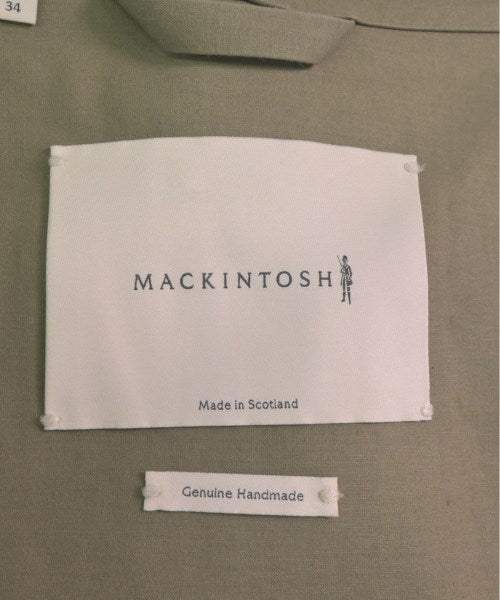 34
MACKINTOSH
Made in Scotland
Genuine Handmade